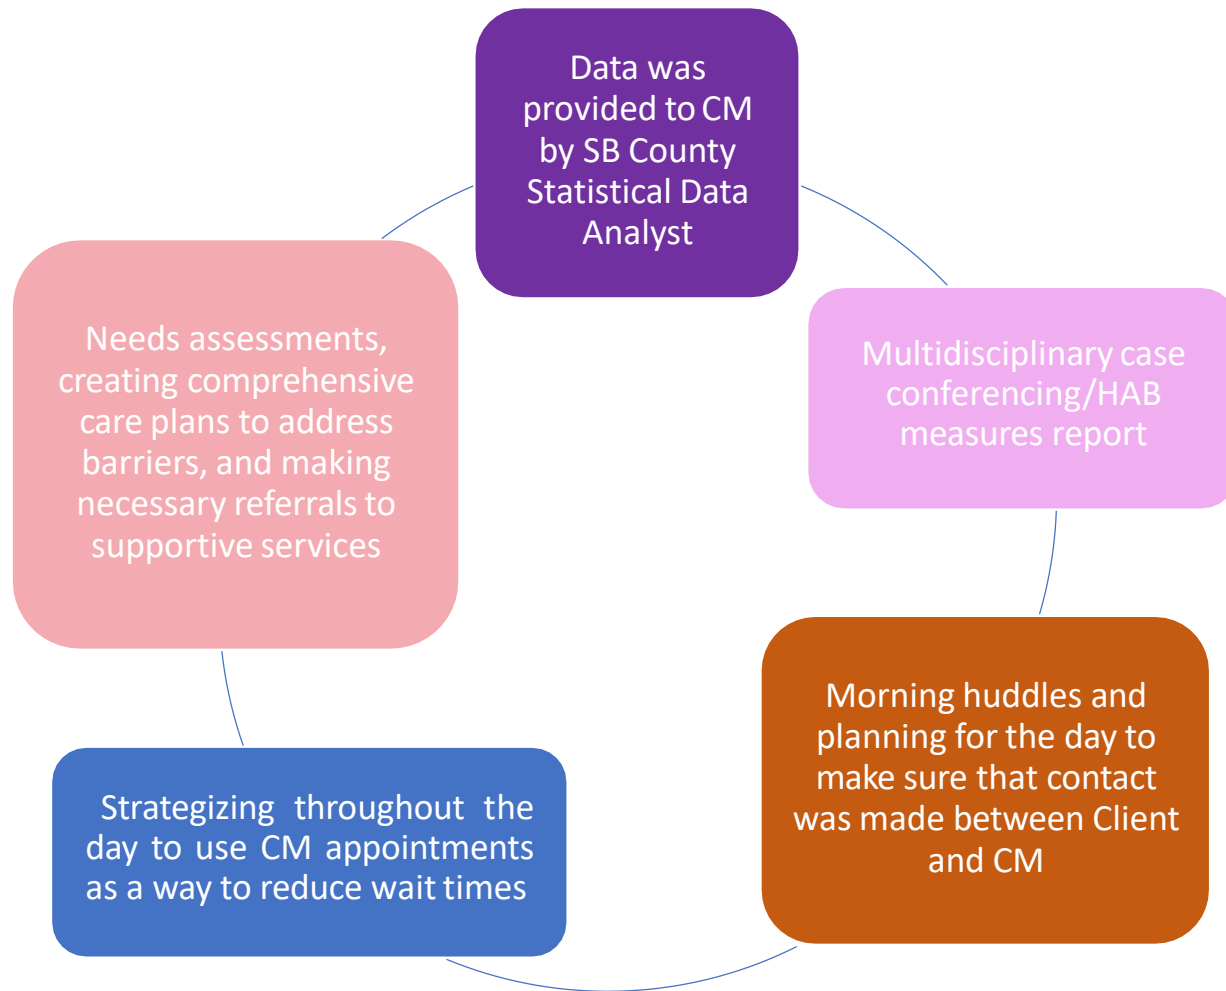 Data was
provided to CM
by SB County
Statistical Data
Analyst
Multidisciplinary case
conferencing/HAB
measures report
Morning huddles and
planning for the day to
make sure that contact
was made between Client
and CM
Strategizing throughout the
day to use CM appointments
as a way to reduce wait times
Needs assessments,
creating comprehensive
care plans to address
barriers, and making
necessary referrals to
supportive services